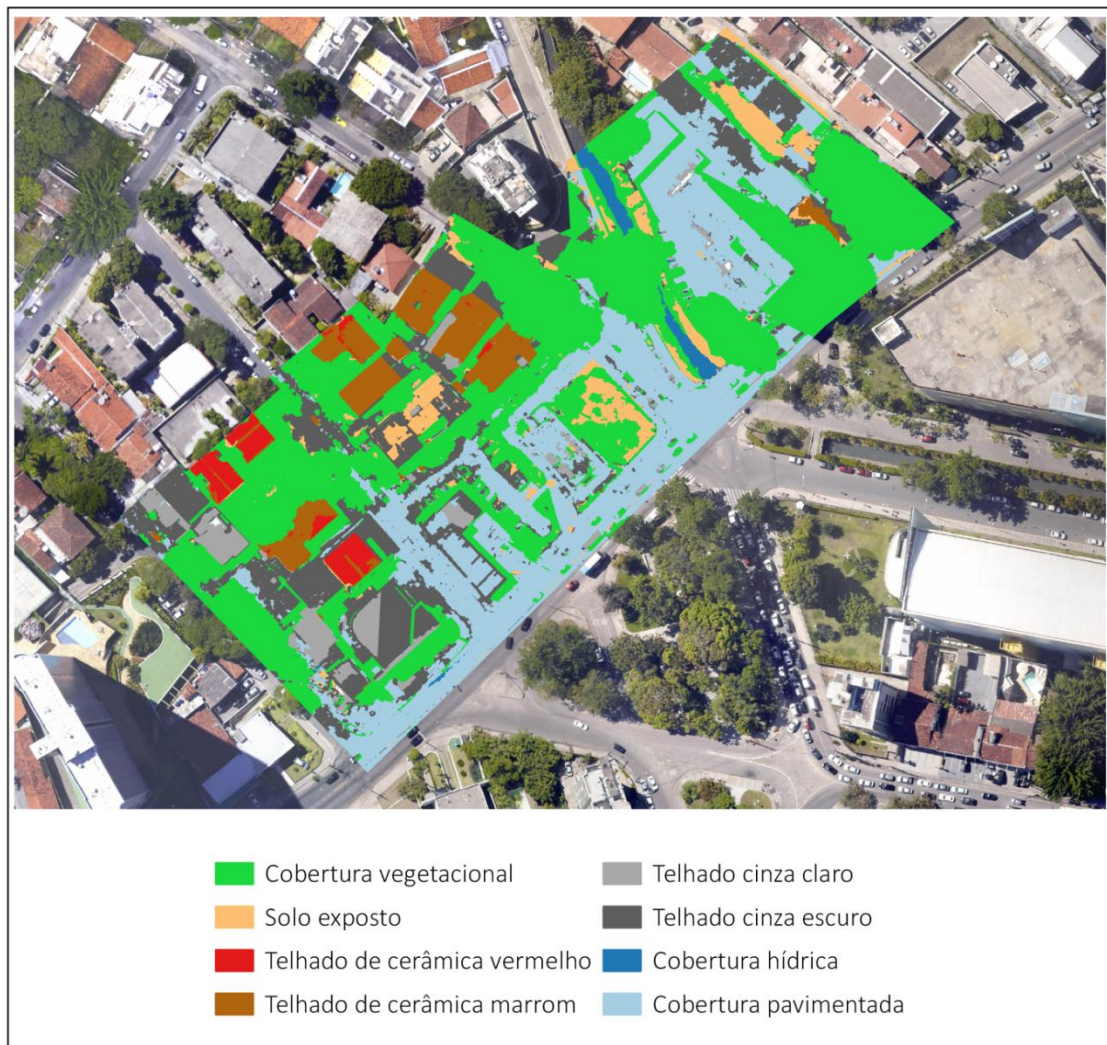 Cobertura vegetacional
Solo exposto
Telhado de cerâmica vermelho
Telhado de cerâmica marrom
Telhado cinza claro
Telhado cinza escuro
Cobertura hídrica
Cobertura pavimentada